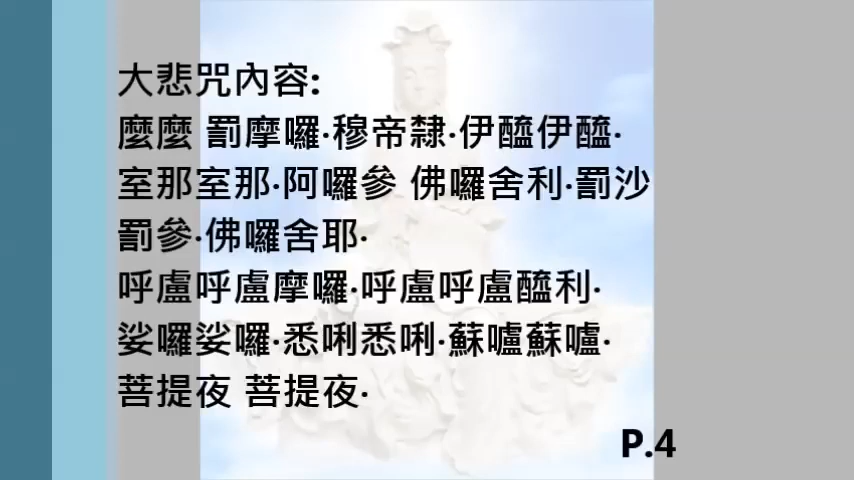 大悲咒內容:
麼麼 罰摩囉·穆帝隸·伊醯伊醯·
室那室那·阿囉參 佛囉舍利·罰沙
罰參·佛囉舍耶·
呼盧呼盧摩囉·呼盧呼盧醯利·
娑囉娑囉·悉唎悉唎·蘇嚧蘇嚧·
菩提夜 菩提夜·
P.4